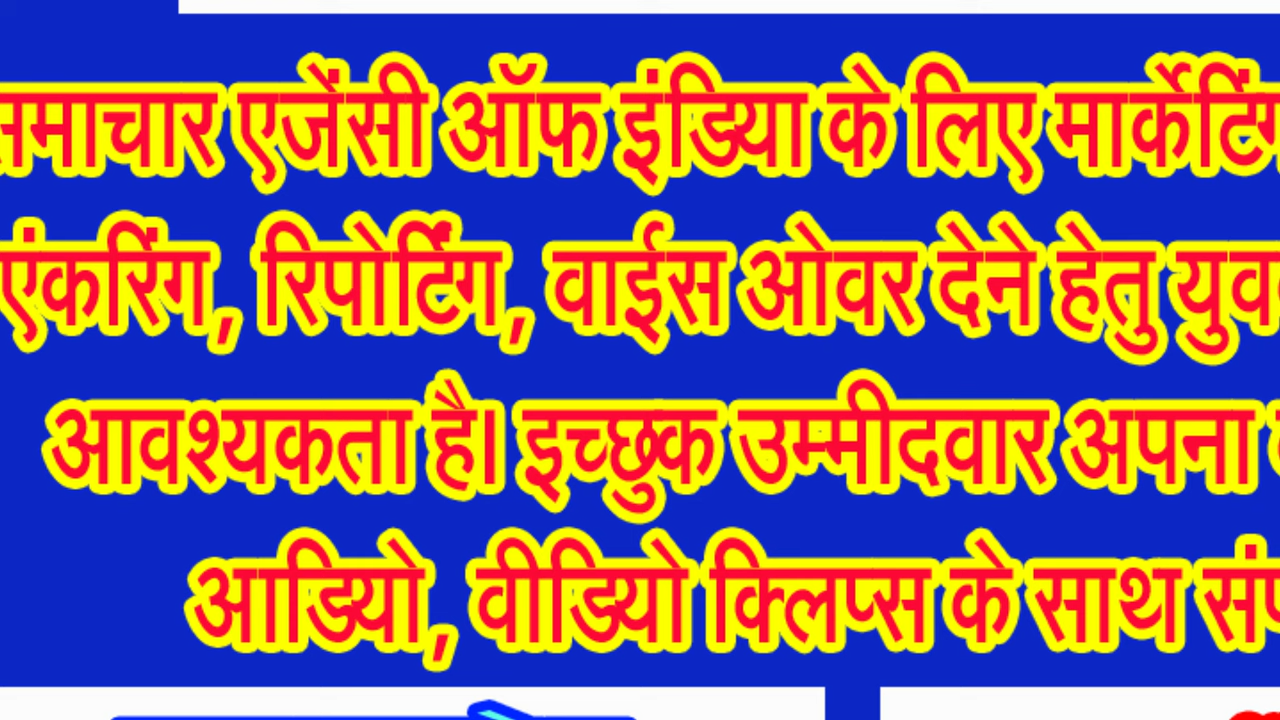 समाचार एजेंसी ऑफ इंडिया के लिए मार्केटिंग
एंकरिंग, रिपोर्टिंग, वाईस ओवर देने हेतु
आवश्यकता है। इच्छुक उम्मीदवार अपना
आडियो, वीडियो क्लिप्स के साथ